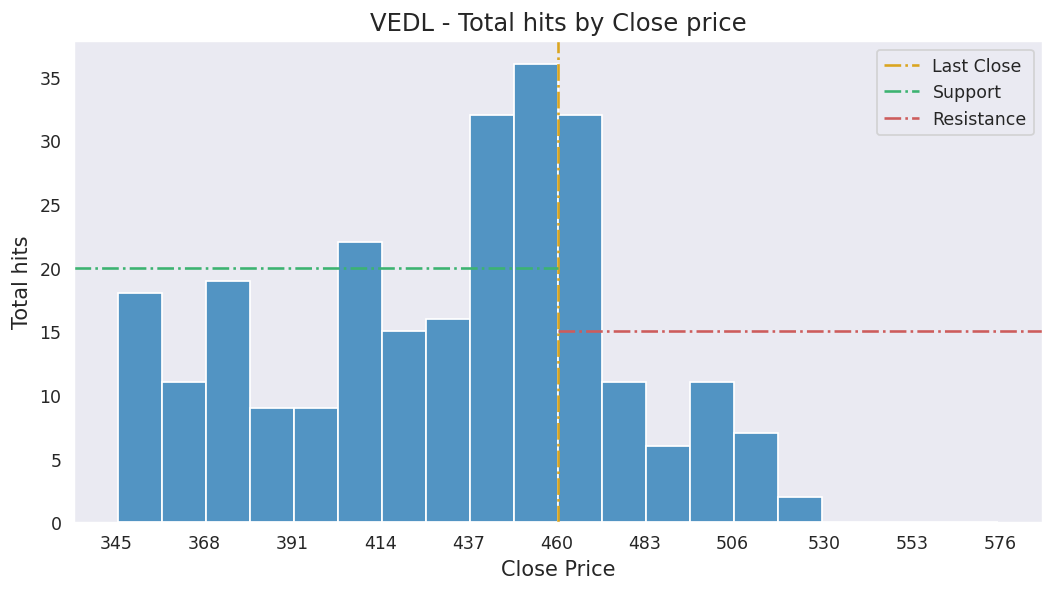 VEDL - Total hits by Close price
Last Close
Support
Resistance
35
30
25
20
15
10
5
0
Total hits
345 368 391 414 437 460 483 506 530 553 576
Close Price